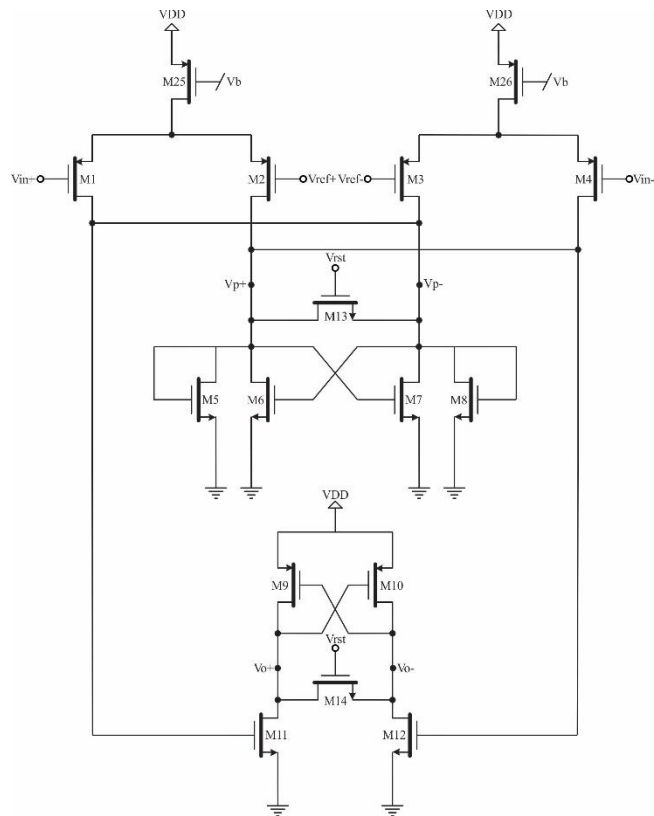 VDD VDD
M25 Vb M26 Vb
Vin+ M1 M2 Vref+ Vref- M3 M4 Vin-
Vrst
Vp+ Vp-
M13
M5 M6 M7 M8
VDD
M9 M10
Vrst
Vo+ Vo-
M14
M11 M12